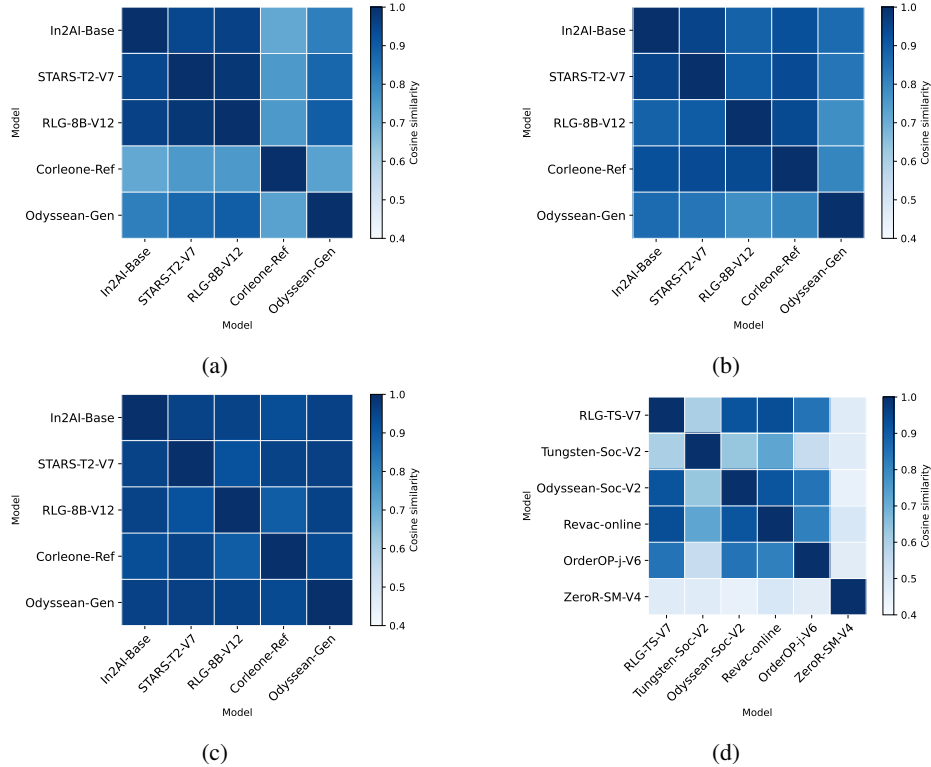 In2AI-Base
STARS-T2-V7
RLG-8B-V12
Corleone-Ref
Odyssean-Gen
Model
In2AI-Base
STARS-T2-V7
RLG-8B-V12
Corleone-Ref
Odyssean-Gen
Model
1.0
0.9
0.8
0.7
0.6
0.5
0.4
Cosine similarity
(a)
In2AI-Base
STARS-T2-V7
RLG-8B-V12
Corleone-Ref
Odyssean-Gen
Model
In2AI-Base
STARS-T2-V7
RLG-8B-V12
Corleone-Ref
Odyssean-Gen
Model
1.0
0.9
0.8
0.7
0.6
0.5
0.4
Cosine similarity
(b)
In2AI-Base
STARS-T2-V7
RLG-8B-V12
Corleone-Ref
Odyssean-Gen
Model
In2AI-Base
STARS-T2-V7
RLG-8B-V12
Corleone-Ref
Odyssean-Gen
Model
1.0
0.9
0.8
0.7
0.6
0.5
0.4
Cosine similarity
(c)
RLG-TS-V7
Tungsten-Soc-V2
Odyssean-Soc-V2
Revac-online
OrderOP-j-V6
ZeroR-SM-V4
Model
RLG-TS-V7
Tungsten-Soc-V2
Odyssean-Soc-V2
Revac-online
OrderOP-j-V6
ZeroR-SM-V4
Model
1.0
0.9
0.8
0.7
0.6
0.5
0.4
Cosine similarity
(d)